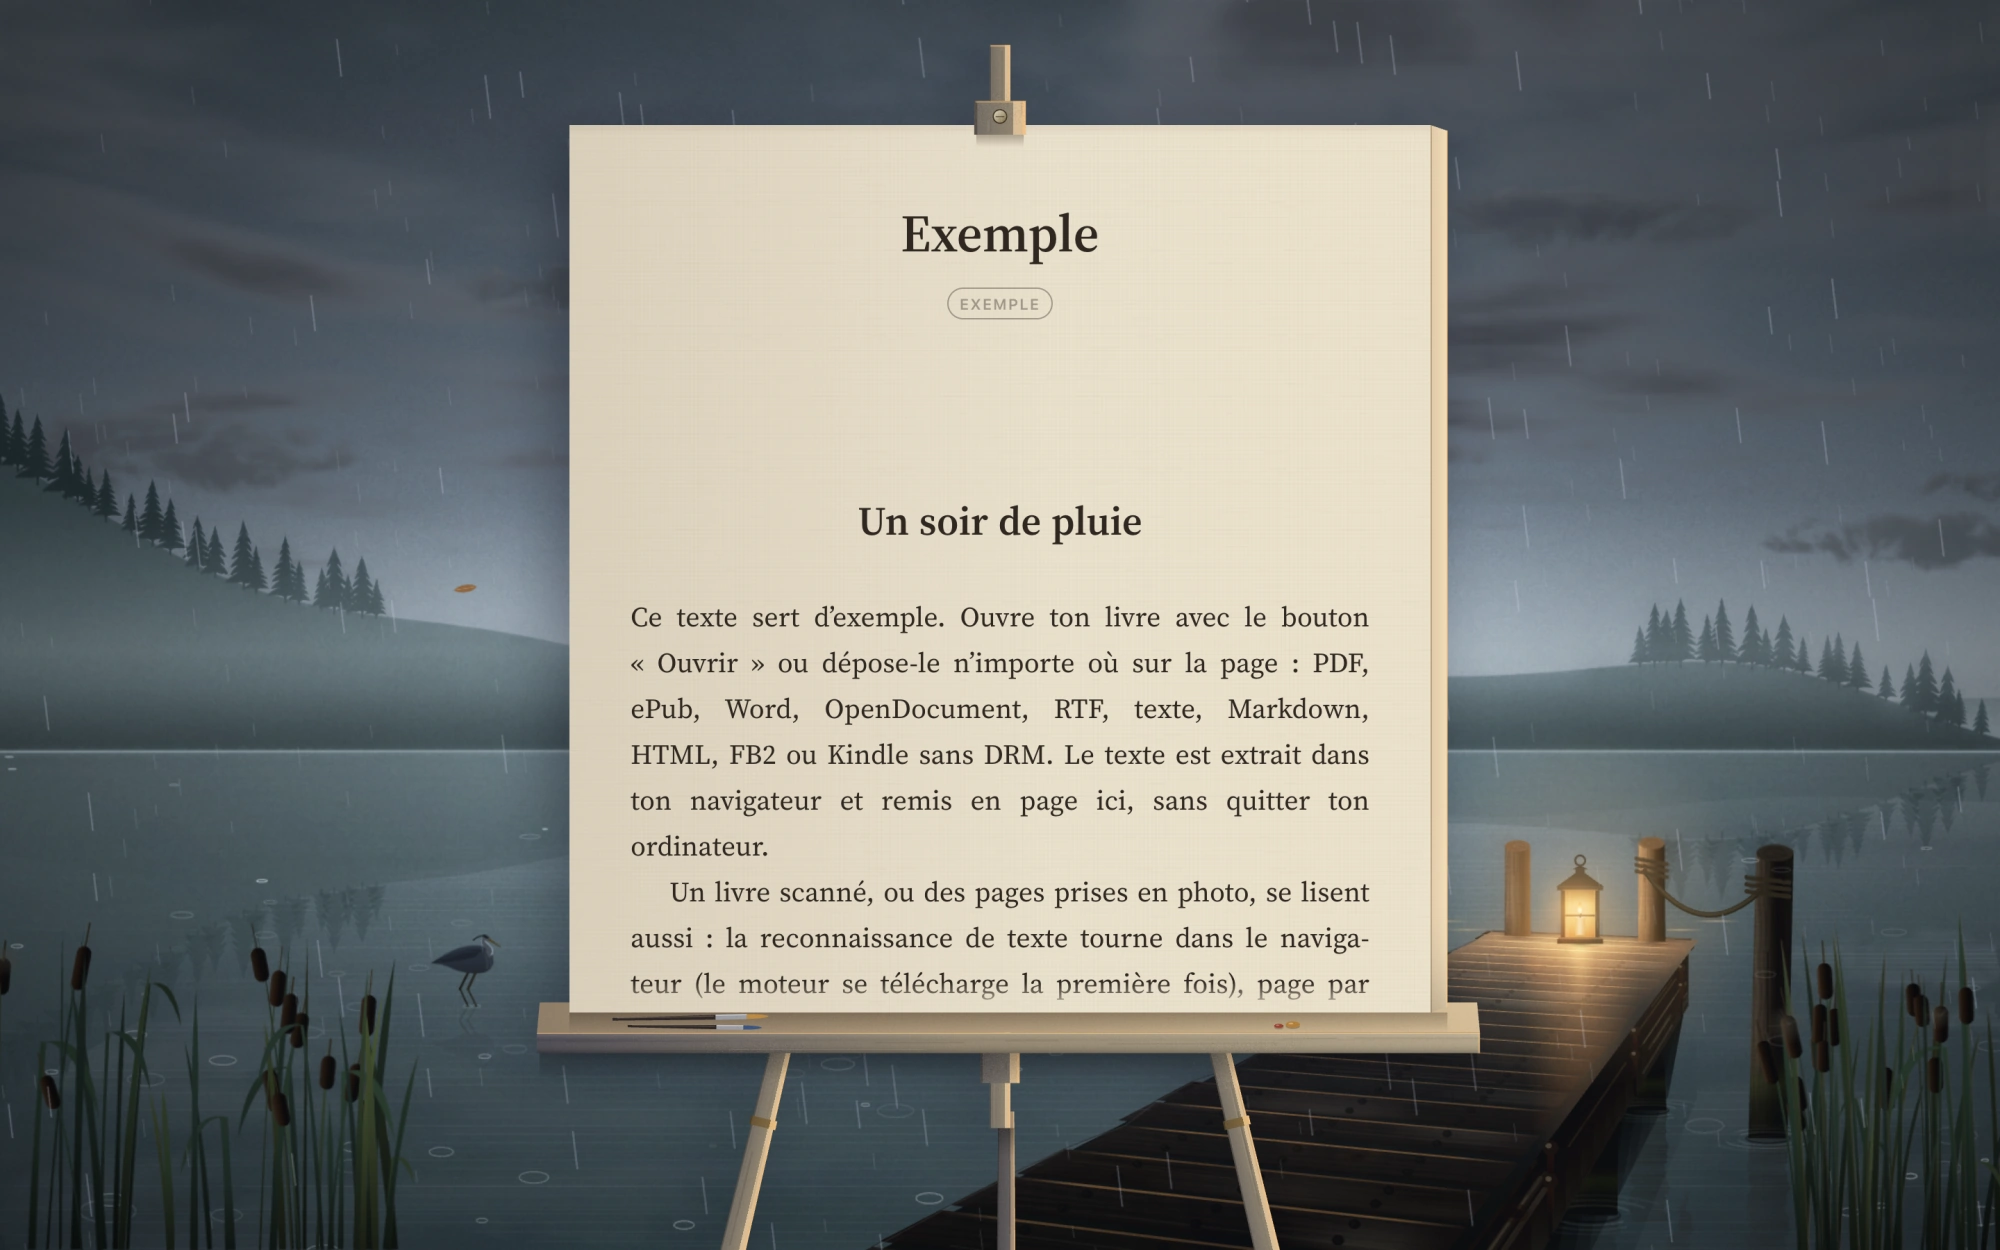 Exemple
EXEMPLE
Un soir de pluie
Ce texte sert d’exemple. Ouvre ton livre avec le bouton
« Ouvrir » ou dépose-le n’importe où sur la page : PDF,
ePub, Word, OpenDocument, RTF, texte, Markdown,
HTML, FB2 ou Kindle sans DRM. Le texte est extrait dans
ton navigateur et remis en page ici, sans quitter ton
ordinateur.
Un livre scanné, ou des pages prises en photo, se lisent
aussi : la reconnaissance de texte tourne dans le naviga-
teur (le moteur se télécharge la première fois), page par